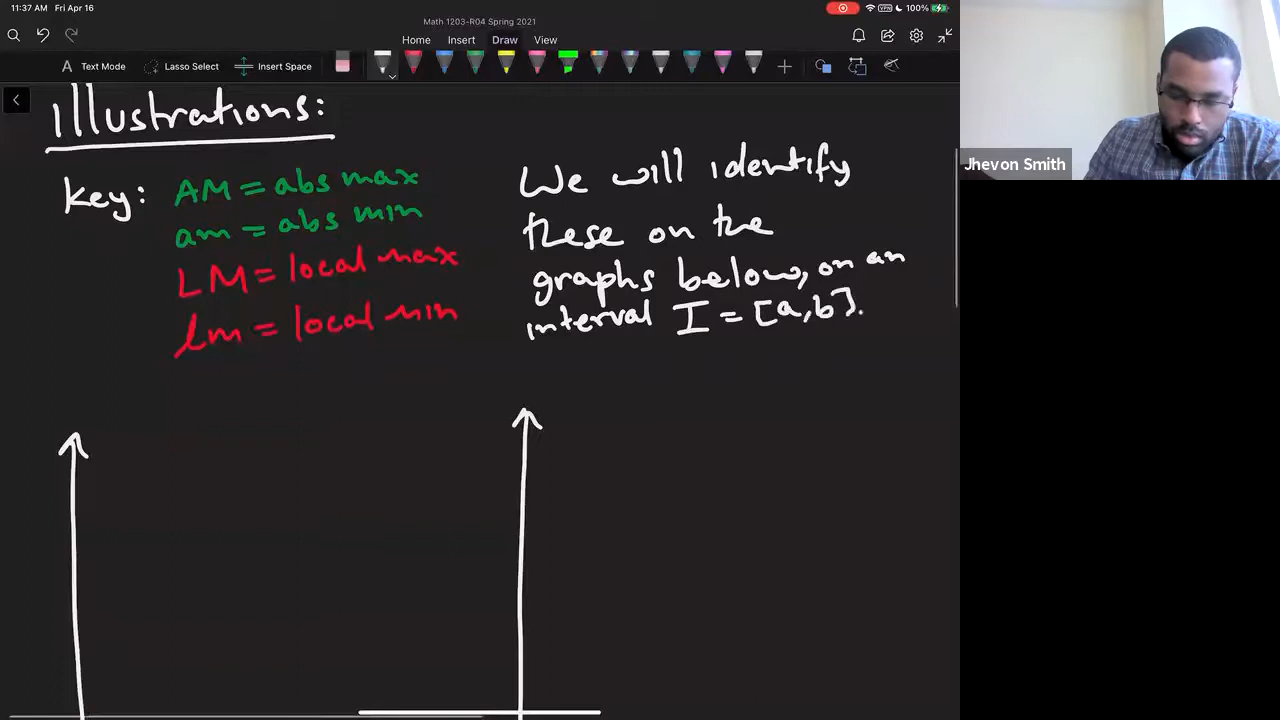 11:37 AM Fri Apr 16
VPN
100%
Math 1203-R04 Spring 2021
Home Insert Draw View
Text Mode Lasso Select Insert Space
Jhevon Smith
Illustrations:
Key: AM = abs max
am = abs min
LM = local max
lm = local min
We will identify
these on the
graphs below, on an
interval I = [a,b].